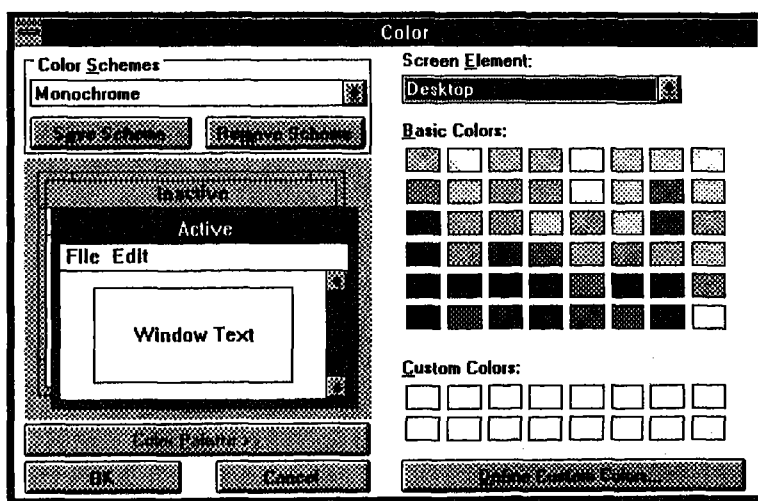 Color
Color Schemes
Monochrome
Save Scheme
Remove Scheme
Inactive
Active
File Edit
Window Text
Color Palette >>
OK
Cancel
Screen Element:
Desktop
Basic Colors:
Custom Colors:
Define Custom Colors...